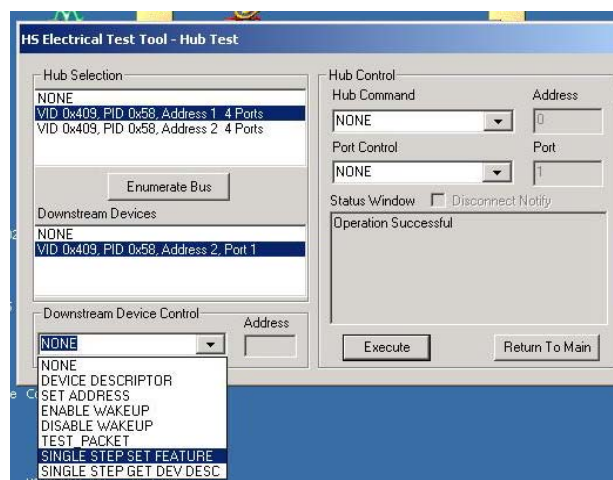 HS Electrical Test Tool - Hub Test
Hub Selection
NONE
VID 0x409, PID 0x58, Address 1 4 Ports
VID 0x409, PID 0x58, Address 2 4 Ports
Enumerate Bus
Downstream Devices
NONE
VID 0x409, PID 0x58, Address 2, Port 1
Downstream Device Control
Address
NONE
NONE
DEVICE DESCRIPTOR
SET ADDRESS
ENABLE WAKEUP
DISABLE WAKEUP
TEST_PACKET
SINGLE STEP SET FEATURE
SINGLE STEP GET DEV DESC
Hub Control
Hub Command
Address
NONE
0
Port Control
Port
NONE
1
Status Window
Disconnect Notify
Operation Successful
Execute
Return To Main